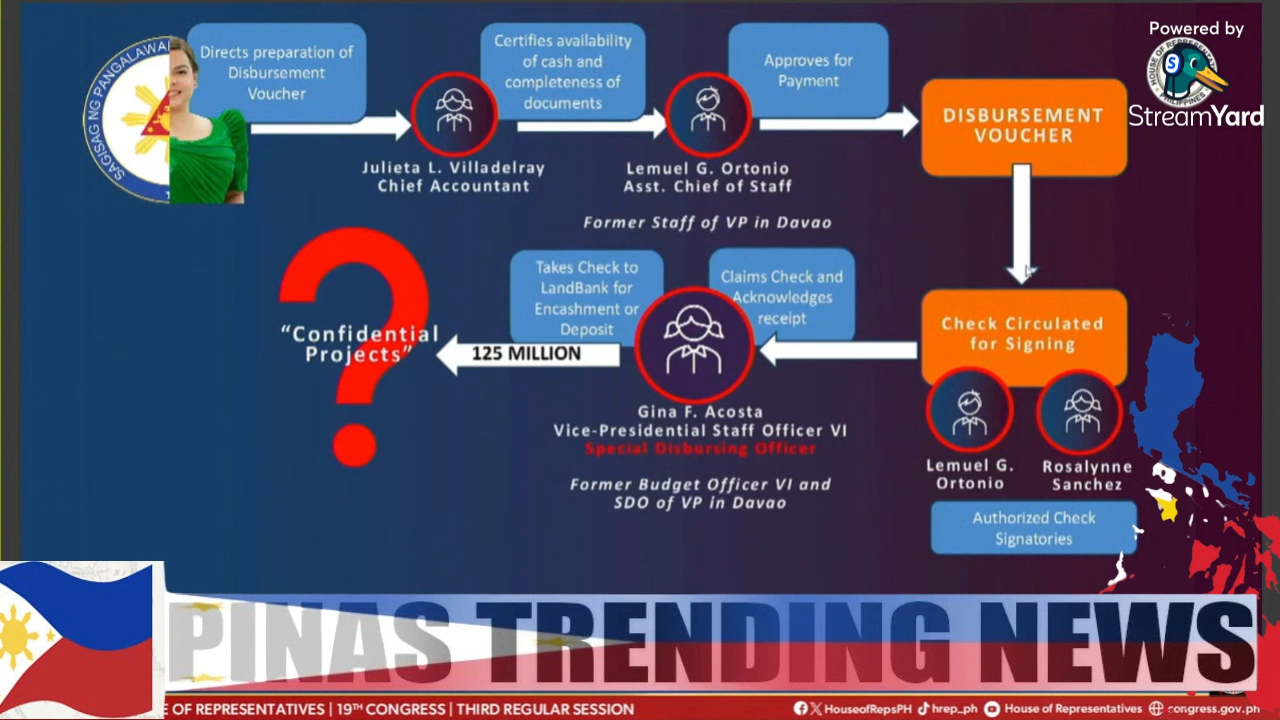 SAGISAG NG PANGALAWA
Directs preparation of
Disbursement
Voucher
Certifies availability
of cash and
completeness of
documents
Approves for
Payment
Powered by
StreamYard
DISBURSEMENT
VOUCHER
Julieta L. Villadelray
Chief Accountant
Lemuel G. Ortonio
Asst. Chief of Staff
Former Staff of VP in Davao
Takes Check to
LandBank for
Encashment or
Deposit
Claims Check and
Acknowledges
receipt
Check Circulated
for Signing
"Confidential
Projects"
125 MILLION
Gina F. Acosta
Vice-Presidential Staff Officer VI
Special Disbursing Officer
Former Budget Officer VI and
SDO of VP in Davao
Lemuel G.
Ortonio
Rosalynne
Sanchez
Authorized Check
Signatories
PINAS TRENDING NEWS
E OF REPRESENTATIVES | 19TH CONGRESS | THIRD REGULAR SESSION
HouseofRepsPH hrep_ph House of Representatives congress.gov.ph